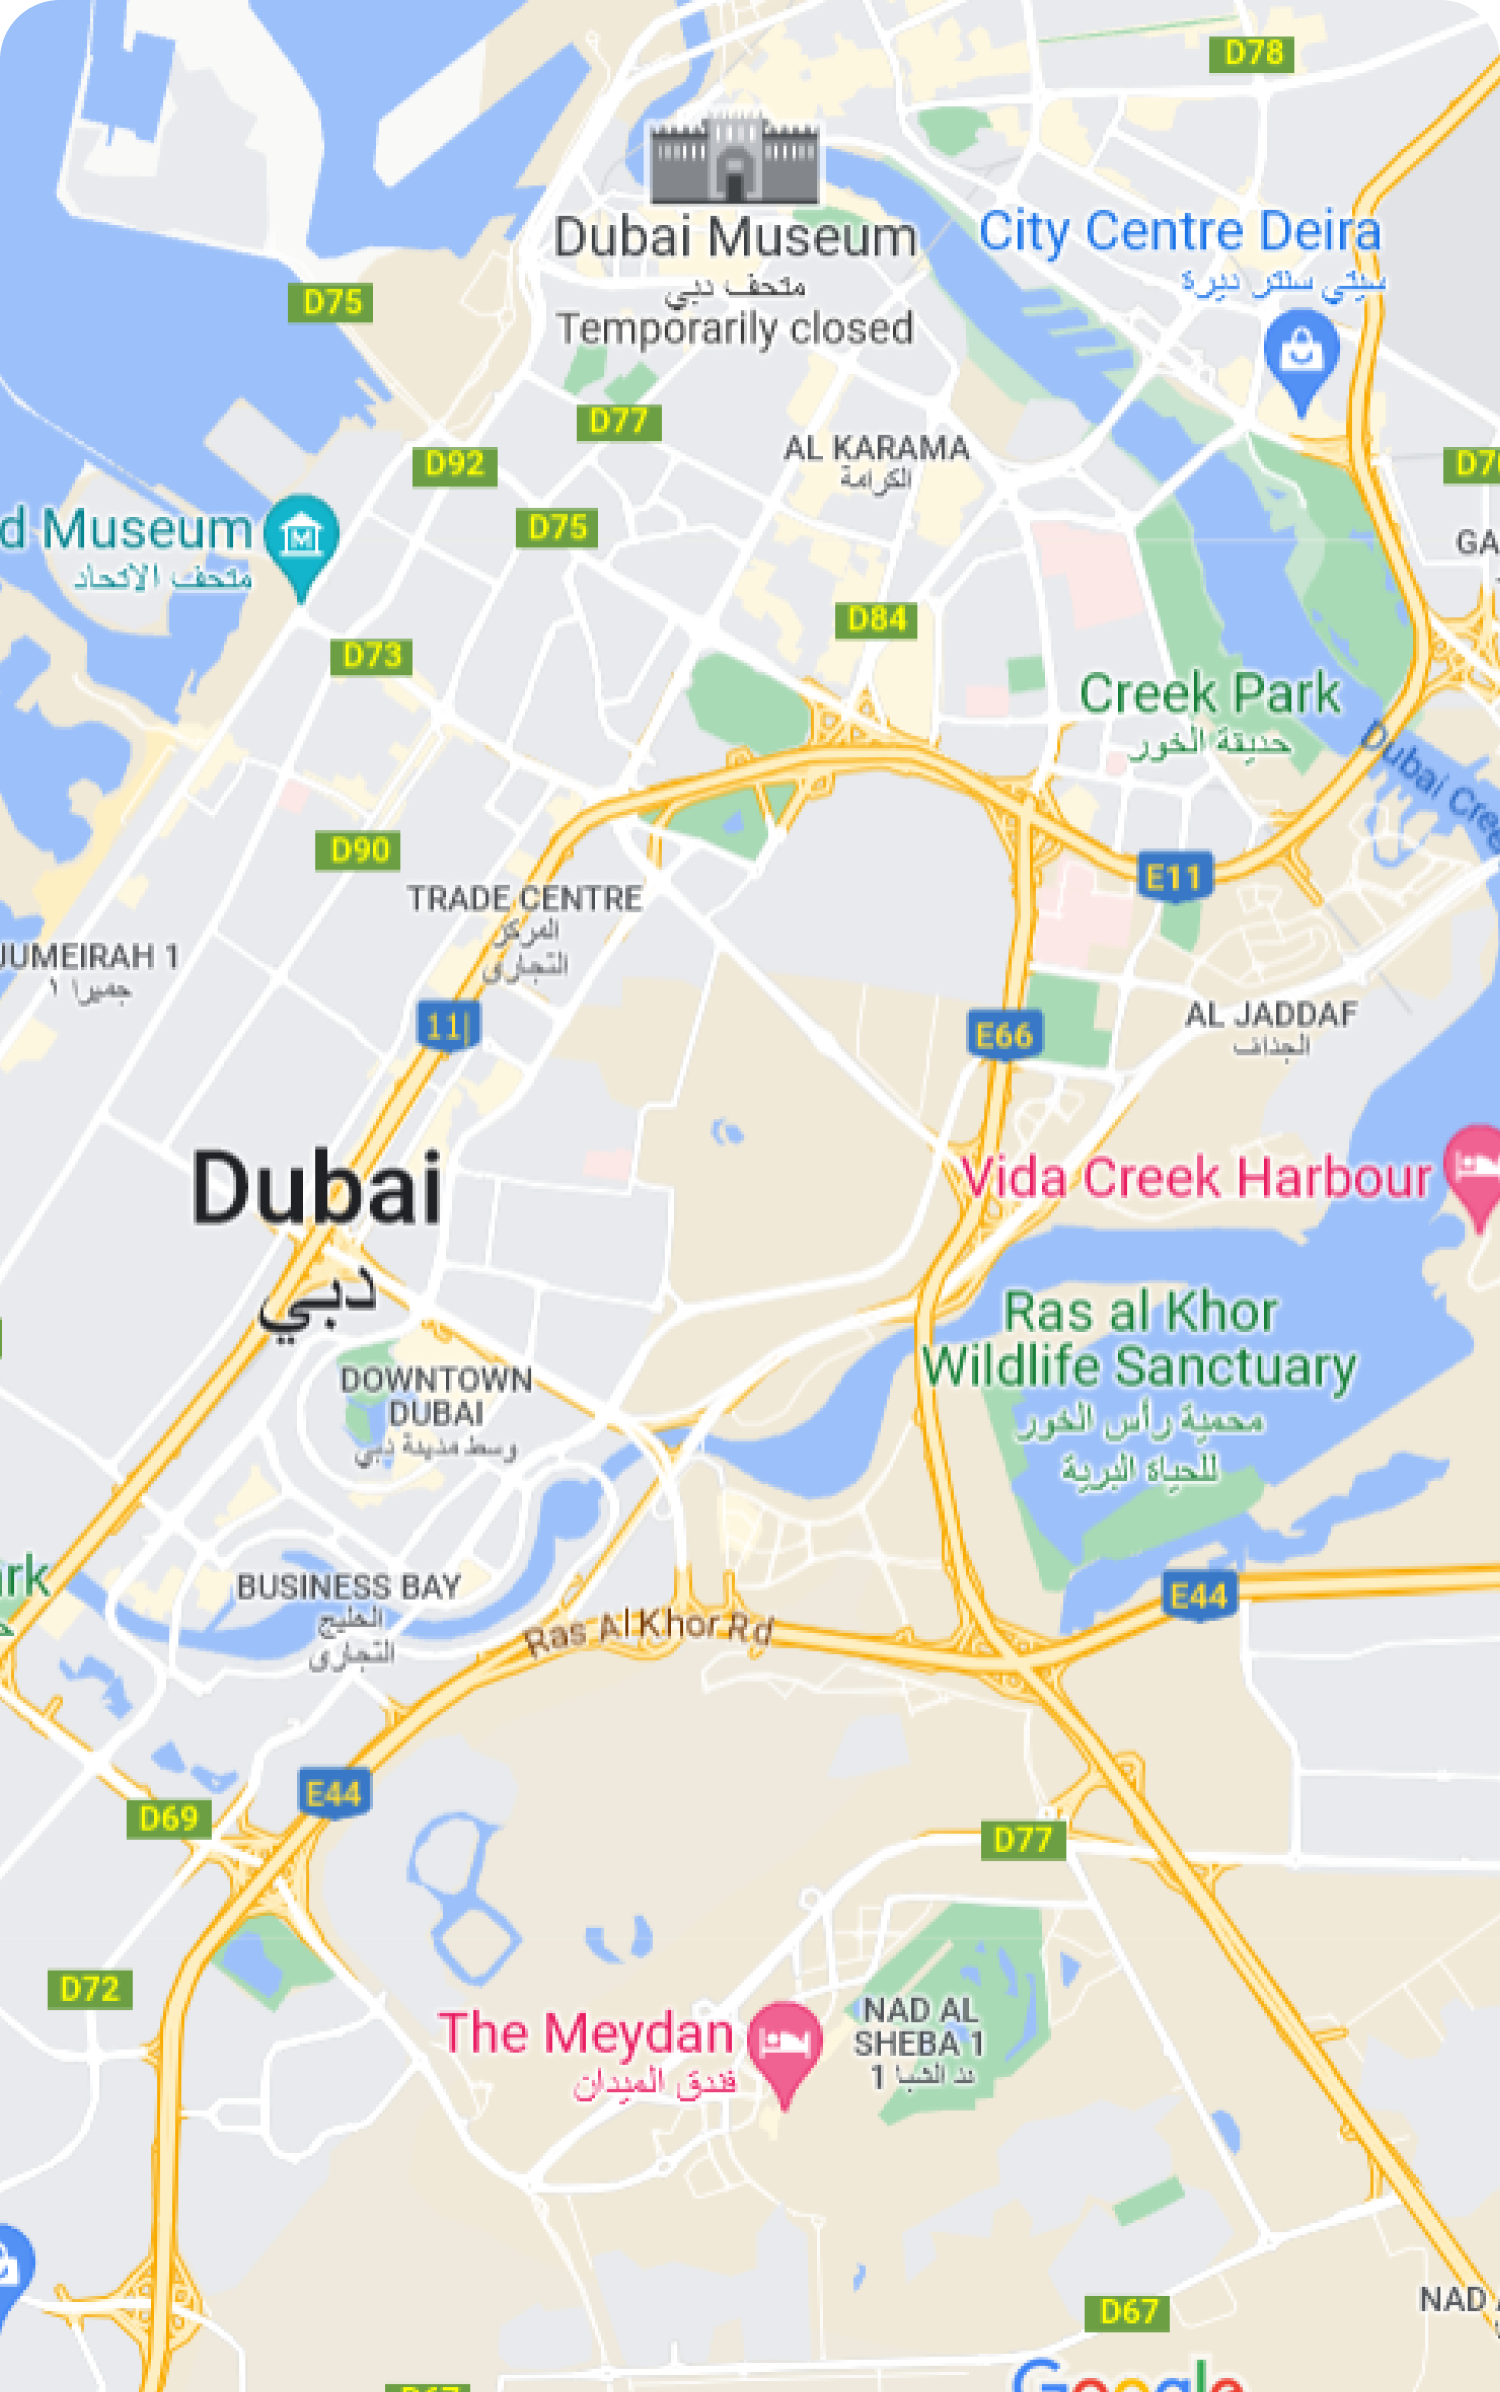 D78
Dubai Museum
متحف دبي
Temporarily closed
City Centre Deira
سيتي سنتر ديرة
D75
D77
D92
AL KARAMA
الكرامة
D75
d Museum
متحف الاتحاد
GA
D84
D73
Creek Park
حديقة الخور
Dubai Cree
D90
E11
TRADE CENTRE
المركز
التجاري
JUMEIRAH 1
جميرا ١
11|
E66
AL JADDAF
الجداف
Dubai
دبي
Vida Creek Harbour
Ras al Khor
Wildlife Sanctuary
محمية رأس الخور
للحياة البرية
DOWNTOWN
DUBAI
وسط مدينة دبي
ark
BUSINESS BAY
الخليج
التجاري
E44
Ras Al Khor Rd
E44
D69
D77
D72
The Meydan
فندق الميدان
NAD AL
SHEBA 1
ند الشبا 1
NAD
D67
D67
Google